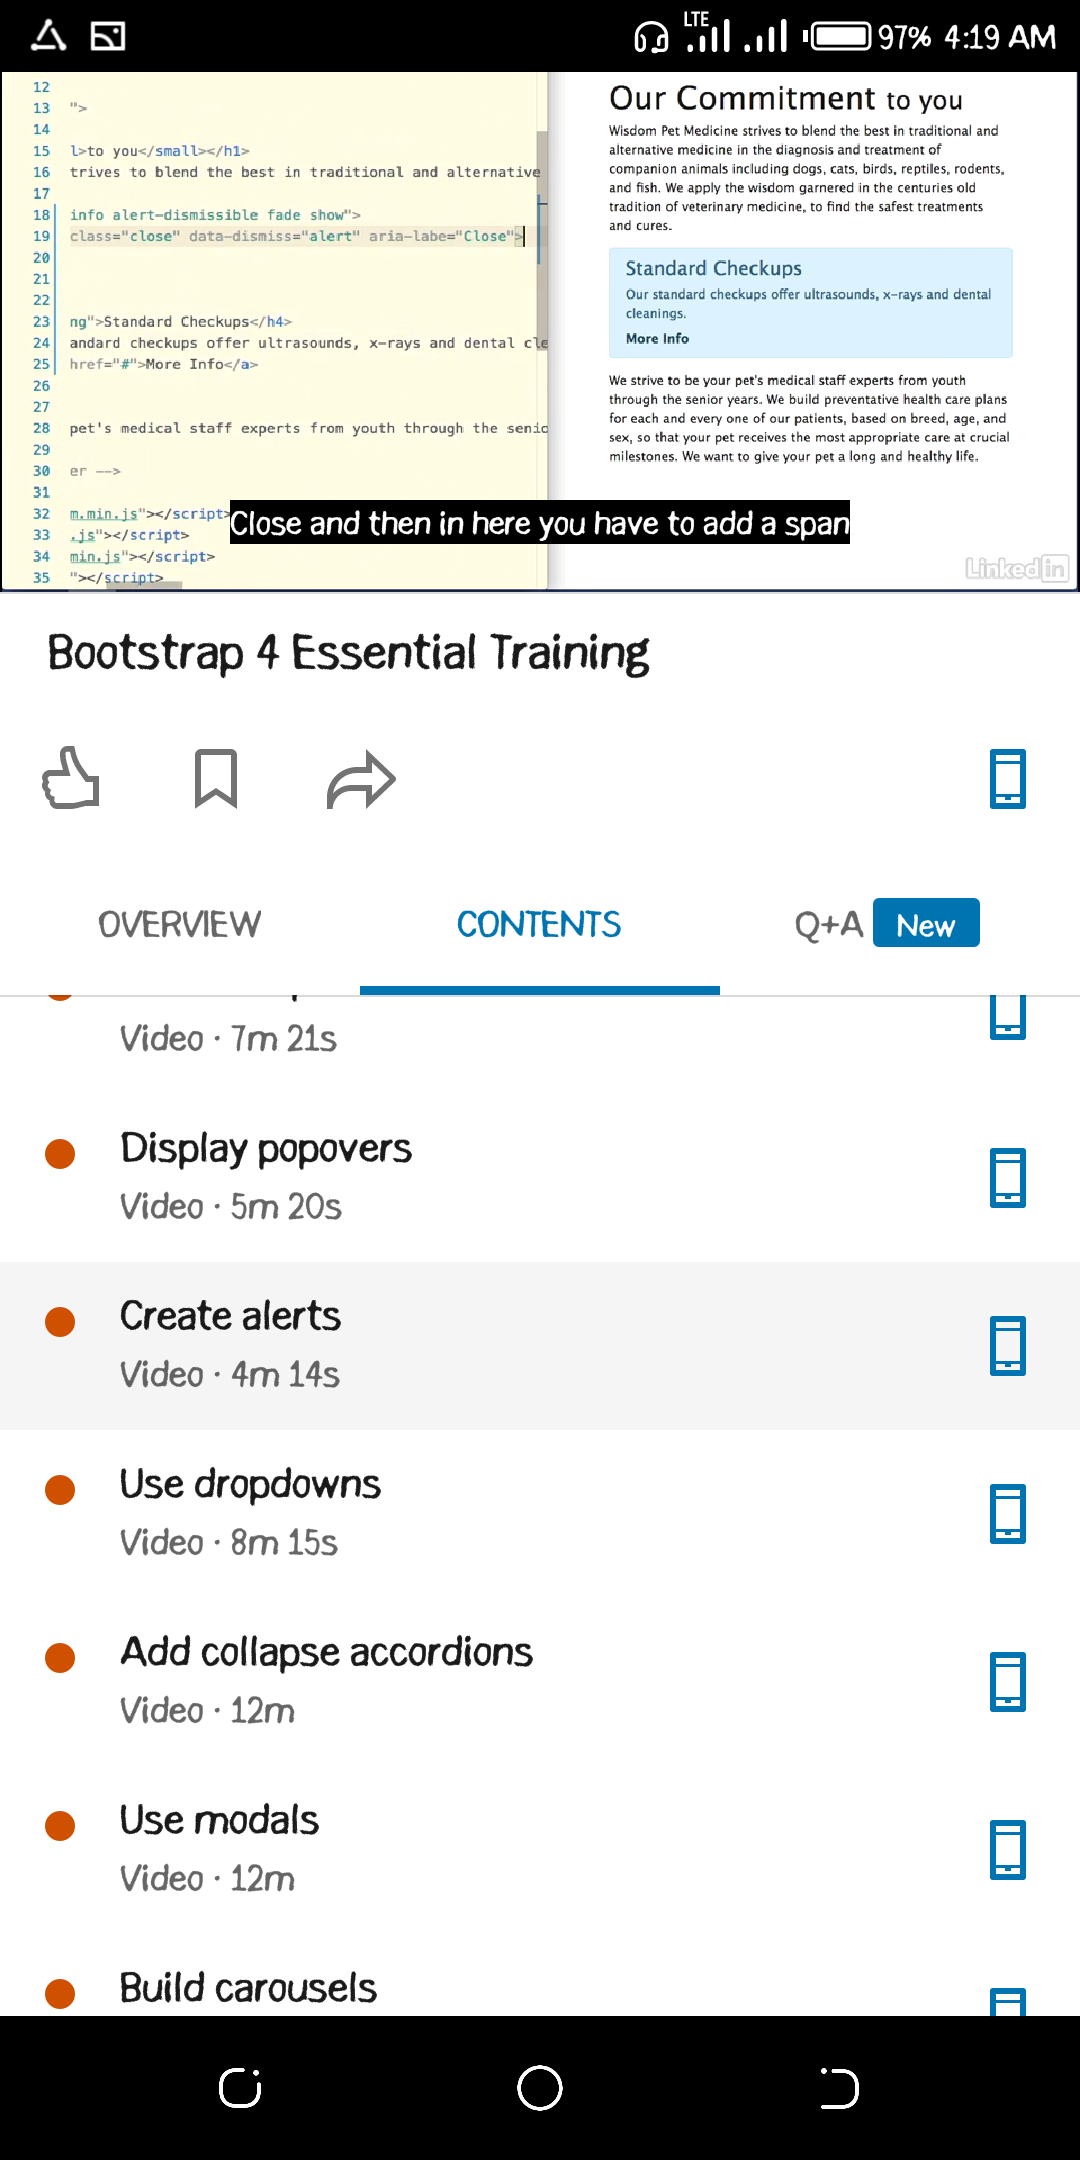 LTE
97% 4:19 AM
12
13 ">
14
15 l>to you</small></h1>
16 trives to blend the best in traditional and alternative
17
18 info alert-dismissible fade show">
19 class="close" data-dismiss="alert" aria-labe="Close">
20
21
22
23 ng">Standard Checkups</h4>
24 andard checkups offer ultrasounds, x-rays and dental cle
25 href="#">More Info</a>
26
27
28 pet's medical staff experts from youth through the senio
29
30 er -->
31
32 m.min.js"></script>
33 .js"></script>
34 min.js"></script>
35 "></script>
Our Commitment to you
Wisdom Pet Medicine strives to blend the best in traditional and
alternative medicine in the diagnosis and treatment of
companion animals including dogs, cats, birds, reptiles, rodents,
and fish. We apply the wisdom garnered in the centuries old
tradition of veterinary medicine, to find the safest treatments
and cures.
Standard Checkups
Our standard checkups offer ultrasounds, x-rays and dental
cleanings.
More Info
We strive to be your pet's medical staff experts from youth
through the senior years. We build preventative health care plans
for each and every one of our patients, based on breed, age, and
sex, so that your pet receives the most appropriate care at crucial
milestones. We want to give your pet a long and healthy life.
Close and then in here you have to add a span
Linked in
Bootstrap 4 Essential Training
OVERVIEW
CONTENTS
Q+A New
Video · 7m 21s
Display popovers
Video · 5m 20s
Create alerts
Video · 4m 14s
Use dropdowns
Video · 8m 15s
Add collapse accordions
Video · 12m
Use modals
Video · 12m
Build carousels